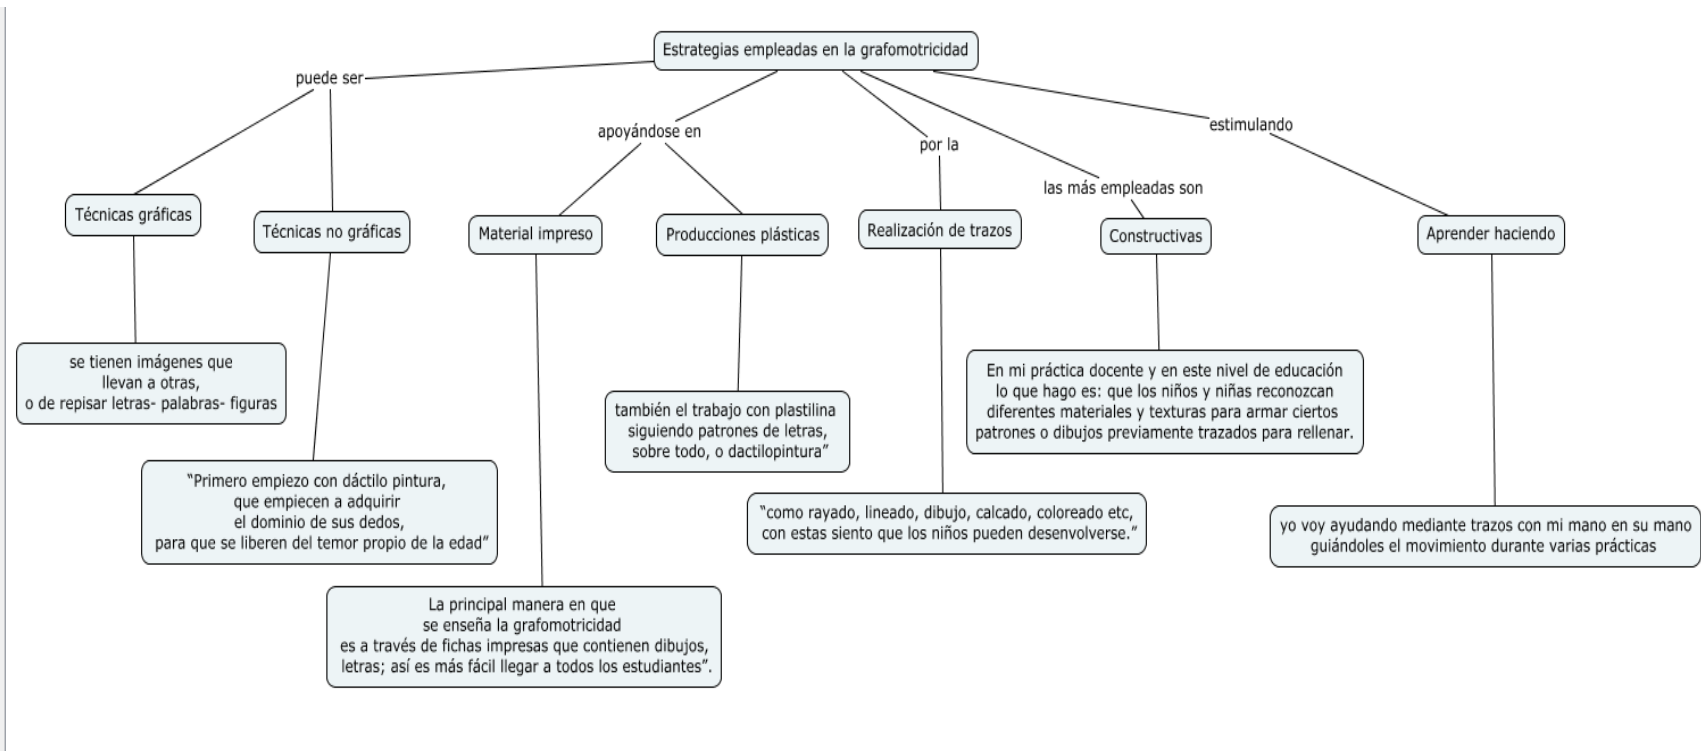 Estrategias empleadas en la grafomotricidad
puede ser
apoyándose en
por la
las más empleadas son
estimulando
Técnicas gráficas
Técnicas no gráficas
Material impreso
Producciones plásticas
Realización de trazos
Constructivas
Aprender haciendo
se tienen imágenes que
llevan a otras,
o de repisar letras- palabras- figuras
“Primero empiezo con dáctilo pintura,
que empiecen a adquirir
el dominio de sus dedos,
para que se liberen del temor propio de la edad”
La principal manera en que
se enseña la grafomotricidad
es a través de fichas impresas que contienen dibujos,
letras; así es más fácil llegar a todos los estudiantes”.
también el trabajo con plastilina
siguiendo patrones de letras,
sobre todo, o dactilopintura”
“como rayado, lineado, dibujo, calcado, coloreado etc,
con estas siento que los niños pueden desenvolverse.”
En mi práctica docente y en este nivel de educación
lo que hago es: que los niños y niñas reconozcan
diferentes materiales y texturas para armar ciertos
patrones o dibujos previamente trazados para rellenar.
yo voy ayudando mediante trazos con mi mano en su mano
guiándoles el movimiento durante varias prácticas